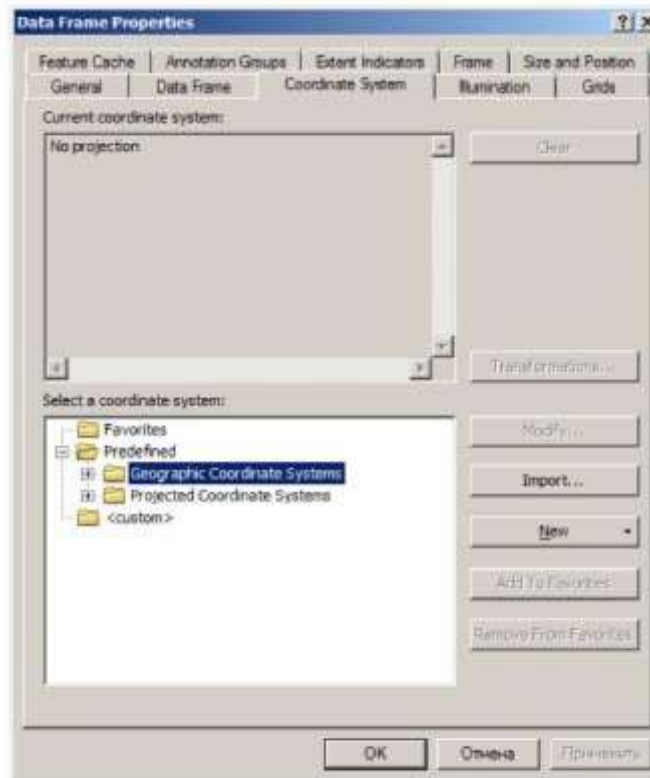 Data Frame Properties
Feature Cache Annotation Groups Extent Indicators Frame Size and Position
General Data Frame Coordinate System Illumination Grids
Current coordinate system:
No projection
Clear
Transformations...
Select a coordinate system:
Favorites
Predefined
Geographic Coordinate Systems
Projected Coordinate Systems
<custom>
Modify...
Import...
New
Add To Favorites
Remove From Favorites
OK Отмена Применить